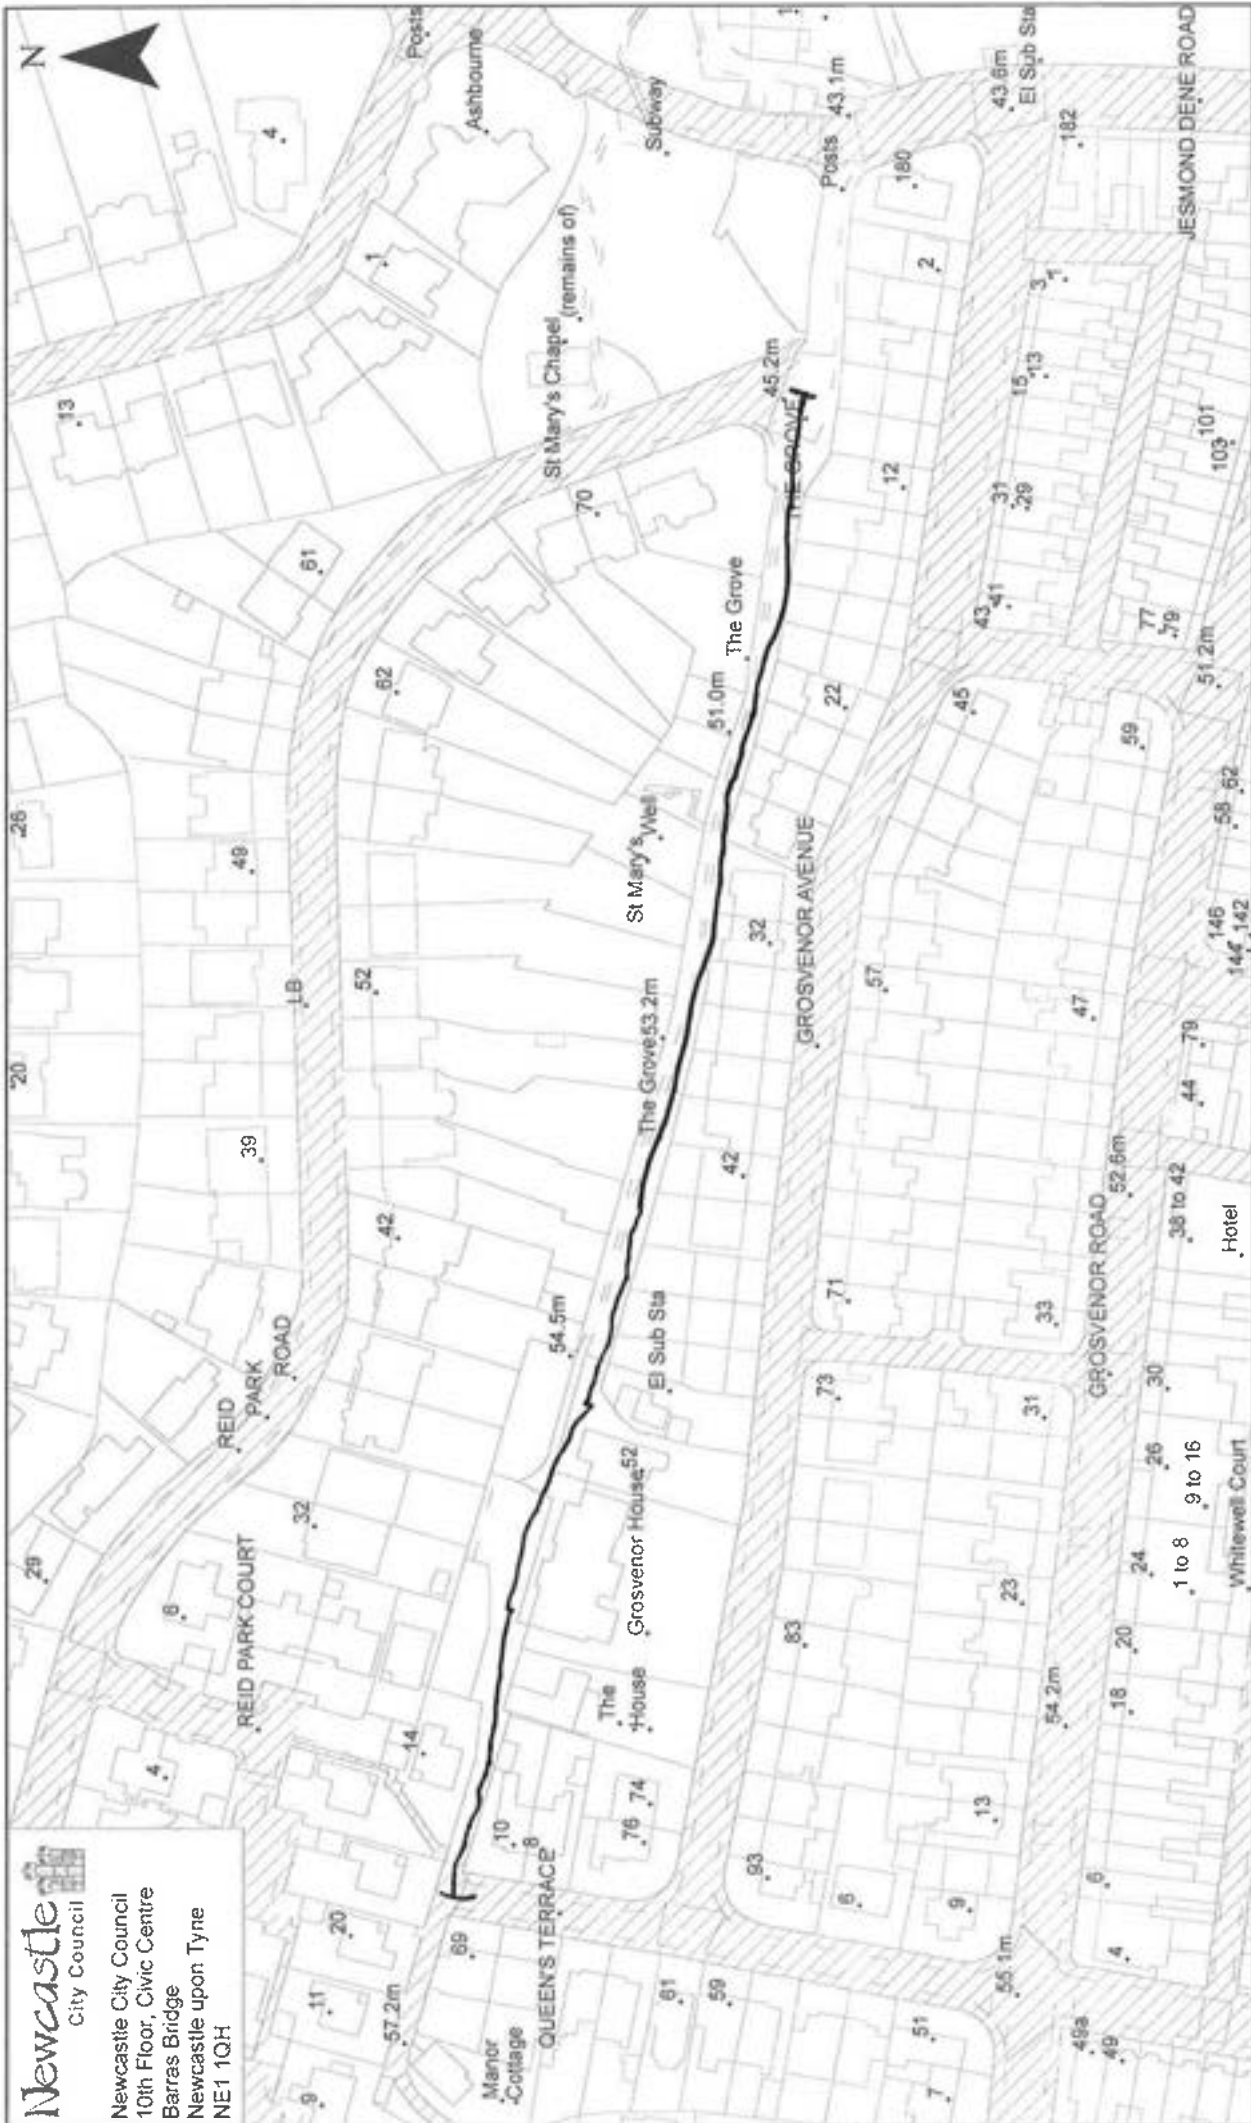 Newcastle
City Council
Newcastle City Council
10th Floor, Civic Centre
Barras Bridge
Newcastle upon Tyne
NE1 1QH
N
Posts
Ashbourne
4
Subway
43.1m
El Sub Sta
43.6m
182
JESMOND DENE ROAD
Posts
180
1
St Mary's Chapel
(remains of)
2
3
1
13
45.2m
THE GROVE
15
13
101
103
12
31
29
70
61
The Grove
43
41
77
79
51.2m
62
51.0m
22
45
59
26
49
St Mary's Well
58
62
32
GROSVENOR AVENUE
146
144
142
LB
52
The Grove
53.2m
57
47
79
20
44
39
42
42
52.6m
38 to 42
Hotel
54.5m
El Sub Sta
71
33
GROSVENOR ROAD
REID
PARK
ROAD
73
31
30
52
26
9 to 16
Whitewell Court
32
Grosvenor House
29
6
23
24
1 to 8
REID PARK COURT
83
20
The
House
54.2m
18
14
4
74
76
13
10
8
QUEEN'S TERRACE
93
6
9
6
20
69
4
55.1m
11
57.2m
61
59
51
49a
49
Manor
Cottage
9
7